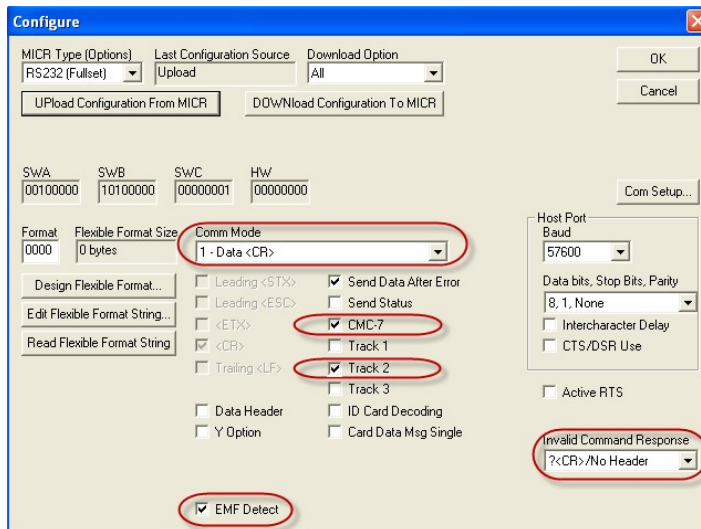 Configure
MICR Type (Options)
Last Configuration Source
Download Option
RS232 (Fullset)
Upload
All
OK
UPload Configuration From MICR
DOWNload Configuration To MICR
Cancel
SWA
SWB
SWC
HW
00100000
10100000
00000001
00000000
Com Setup...
Format
Flexible Format Size
Comm Mode
0000
0 bytes
1 - Data <CR>
Design Flexible Format...
Edit Flexible Format String...
Read Flexible Format String
Leading <STX>
Leading <ESC>
<ETX>
<CR>
Trailing <LF>
Data Header
Y Option
Send Data After Error
Send Status
CMC-7
Track 1
Track 2
Track 3
ID Card Decoding
Card Data Msg Single
EMF Detect
Host Port
Baud
57600
Data bits, Stop Bits, Parity
8, 1, None
Intercharacter Delay
CTS/DSR Use
Active RTS
Invalid Command Response
?<CR>/No Header